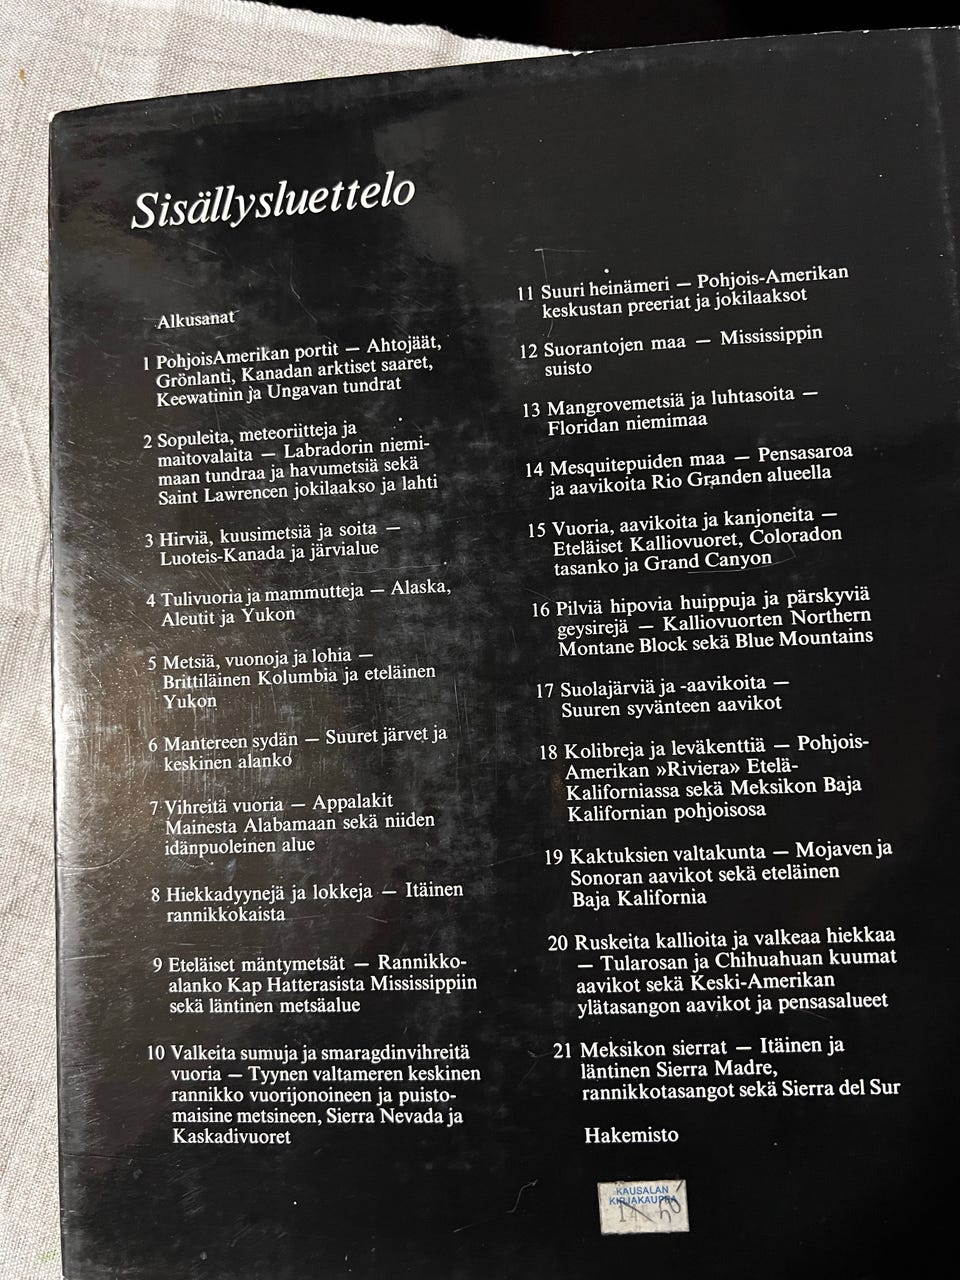 Sisällysluettelo
Alkusanat
1 PohjoisAmerikan portit — Ahtojäät,
Grönlanti, Kanadan arktiset saaret,
Keewatinin ja Ungavan tundrat
2 Sopuleita, meteoriitteja ja
maitovalaita — Labradorin niemi-
maan tundraa ja havumetsiä sekä
Saint Lawrencen jokilaakso ja lahti
3 Hirviä, kuusimetsiä ja soita —
Luoteis-Kanada ja järvialue
4 Tulivuoria ja mammutteja — Alaska,
Aleutit ja Yukon
5 Metsiä, vuonoja ja lohia —
Brittiläinen Kolumbia ja eteläinen
Yukon
6 Mantereen sydän — Suuret järvet ja
keskinen alanko
7 Vihreitä vuoria — Appalakit
Mainesta Alabamaan sekä niiden
idänpuoleinen alue
8 Hiekkadyynejä ja lokkeja — Itäinen
rannikkokaista
9 Eteläiset mäntymetsät — Rannikko-
alanko Kap Hatterasista Mississippiin
sekä läntinen metsäalue
10 Valkeita sumuja ja smaragdinvihreitä
vuoria — Tyynen valtameren keskinen
rannikko vuorijonoineen ja puisto-
maisine metsineen, Sierra Nevada ja
Kaskadivuoret
11 Suuri heinämeri — Pohjois-Amerikan
keskustan preeriat ja jokilaaksot
12 Suorantojen maa — Mississippin
suisto
13 Mangrovemetsiä ja luhtasoita —
Floridan niemimaa
14 Mesquitepuiden maa — Pensasaroa
ja aavikoita Rio Granden alueella
15 Vuoria, aavikoita ja kanjoneita —
Eteläiset Kalliovuoret, Coloradon
tasanko ja Grand Canyon
16 Pilviä hipovia huippuja ja pärskyviä
geysirejä — Kalliovuorten Northern
Montane Block sekä Blue Mountains
17 Suolajärviä ja -aavikoita —
Suuren syvänteen aavikot
18 Kolibreja ja leväkenttiä — Pohjois-
Amerikan »Riviera» Etelä-
Kaliforniassa sekä Meksikon Baja
Kalifornian pohjoisosa
19 Kaktuksien valtakunta — Mojaven ja
Sonoran aavikot sekä eteläinen
Baja Kalifornia
20 Ruskeita kallioita ja valkeaa hiekkaa
— Tularosan ja Chihuahuan kuumat
aavikot sekä Keski-Amerikan
ylätasangon aavikot ja pensasalueet
21 Meksikon sierrat — Itäinen ja
läntinen Sierra Madre,
rannikkotasangot sekä Sierra del Sur
Hakemisto
KAUSALAN
KIRJAKAUPPA